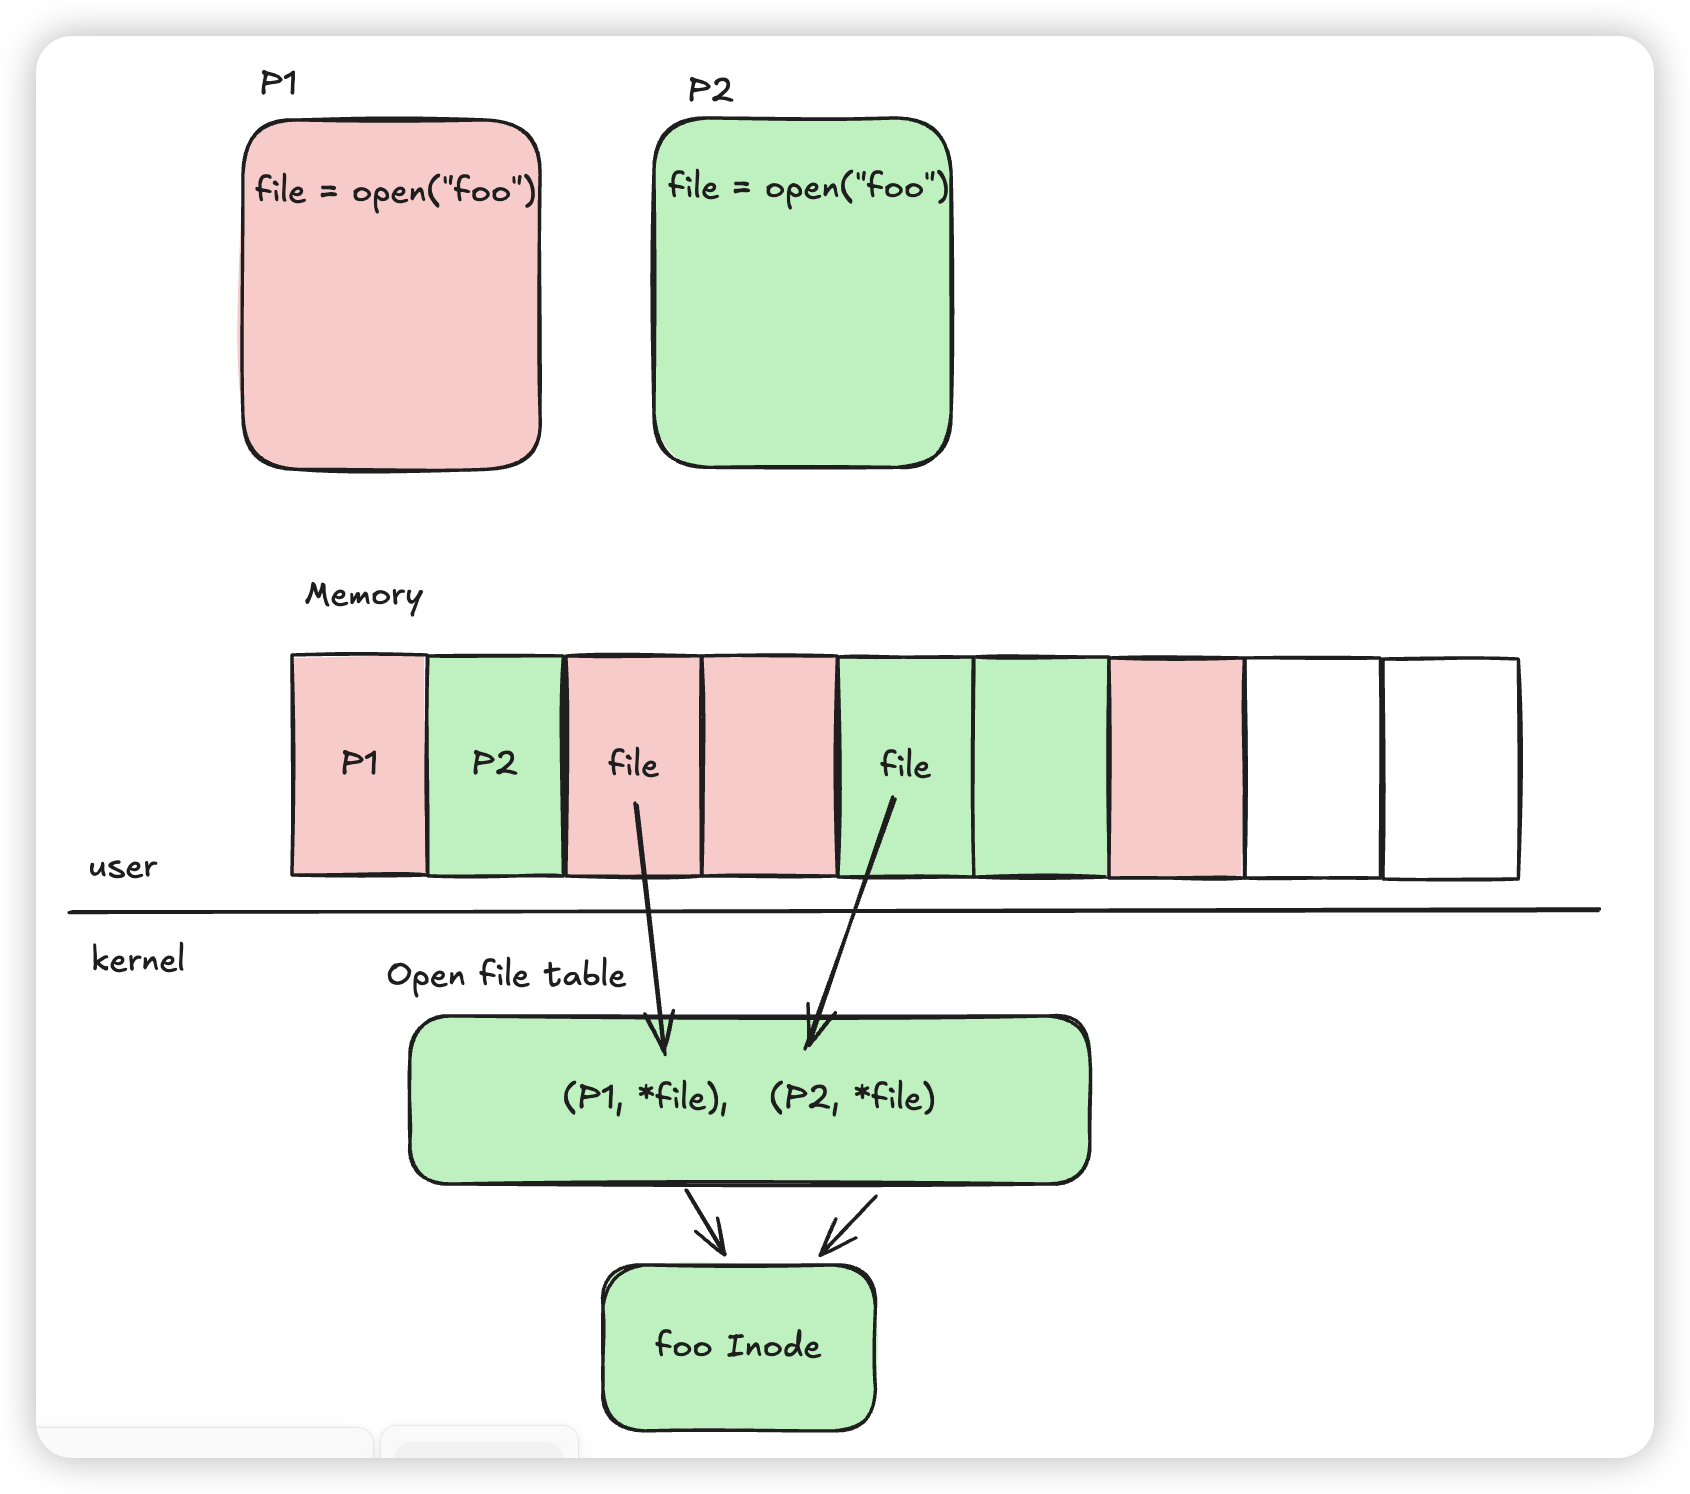 P1
P2
file = open("foo")
file = open("foo")
Memory
P1
P2
file
file
user
kernel
Open file table
(P1, *file), (P2, *file)
foo Inode